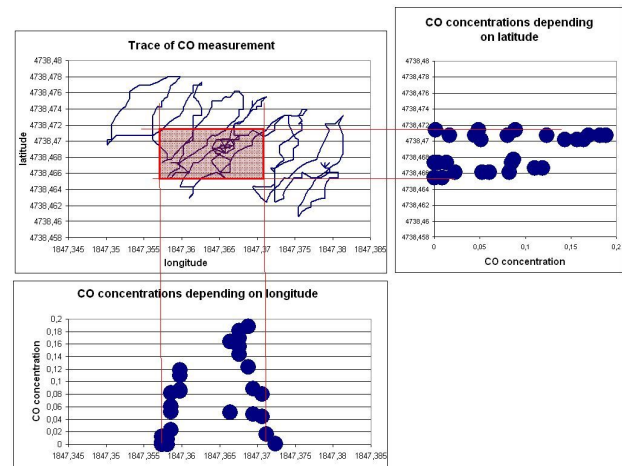 Trace of CO measurement
4738,48
4738,478
4738,476
4738,474
4738,472
4738,47
4738,468
4738,466
4738,464
4738,462
4738,46
4738,458
latitude
1847,345 1847,35 1847,355 1847,36 1847,365 1847,37 1847,375 1847,38 1847,385
longitude
CO concentrations depending
on latitude
4738,48
4738,478
4738,476
4738,474
4738,472
4738,47
4738,468
4738,466
4738,464
4738,462
4738,46
4738,458
latitude
0 0,05 0,1 0,15 0,2
CO concentration
CO concentrations depending on longitude
0,2
0,18
0,16
0,14
0,12
0,1
0,08
0,06
0,04
0,02
0
CO concentration
1847,345 1847,35 1847,355 1847,36 1847,365 1847,37 1847,375 1847,38 1847,385
longitude